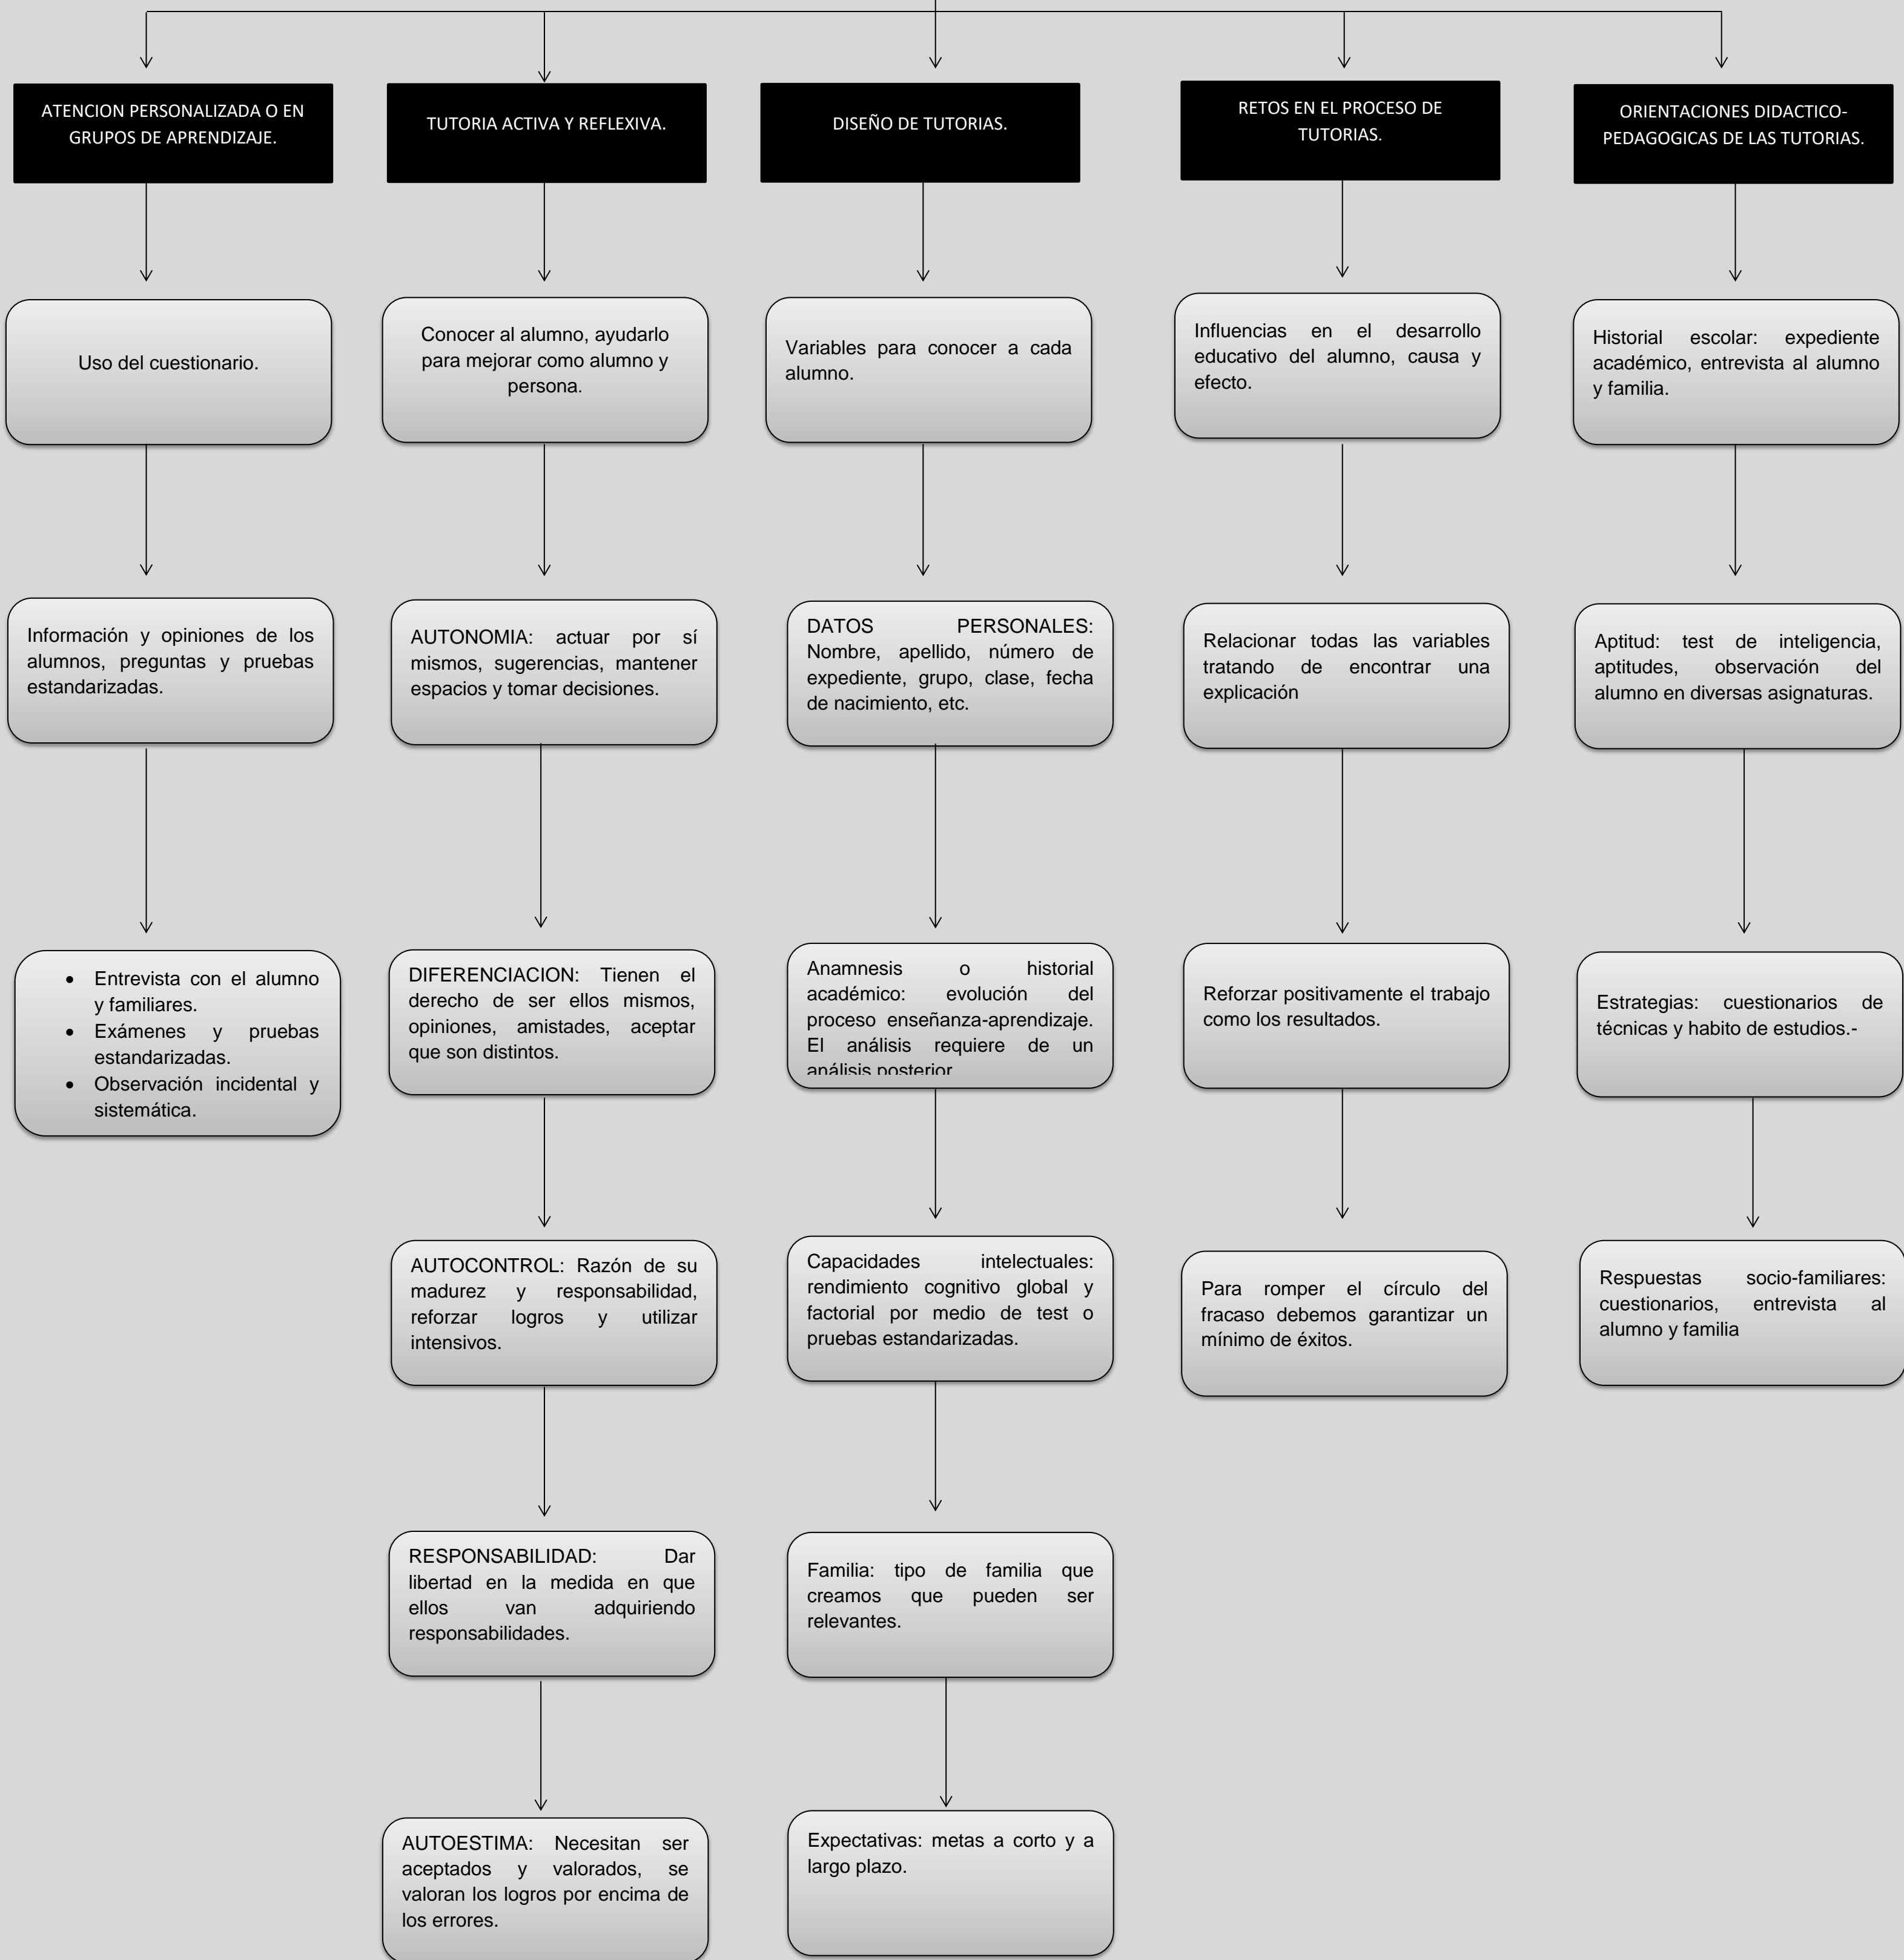 ATENCION PERSONALIZADA O EN
GRUPOS DE APRENDIZAJE.
Uso del cuestionario.
Información y opiniones de los
alumnos, preguntas y pruebas
estandarizadas.
• Entrevista con el alumno
y familiares.
• Exámenes y pruebas
estandarizadas.
• Observación incidental y
sistemática.
TUTORIA ACTIVA Y REFLEXIVA.
Conocer al alumno, ayudarlo
para mejorar como alumno y
persona.
AUTONOMIA: actuar por sí
mismos, sugerencias, mantener
espacios y tomar decisiones.
DIFERENCIACION: Tienen el
derecho de ser ellos mismos,
opiniones, amistades, aceptar
que son distintos.
AUTOCONTROL: Razón de su
madurez y responsabilidad,
reforzar logros y utilizar
intensivos.
RESPONSABILIDAD: Dar
libertad en la medida en que
ellos van adquiriendo
responsabilidades.
AUTOESTIMA: Necesitan ser
aceptados y valorados, se
valoran los logros por encima de
los errores.
DISEÑO DE TUTORIAS.
Variables para conocer a cada
alumno.
DATOS PERSONALES:
Nombre, apellido, número de
expediente, grupo, clase, fecha
de nacimiento, etc.
Anamnesis o historial
académico: evolución del
proceso enseñanza-aprendizaje.
El análisis requiere de un
análisis posterior
Capacidades intelectuales:
rendimiento cognitivo global y
factorial por medio de test o
pruebas estandarizadas.
Familia: tipo de familia que
creamos que pueden ser
relevantes.
Expectativas: metas a corto y a
largo plazo.
RETOS EN EL PROCESO DE
TUTORIAS.
Influencias en el desarrollo
educativo del alumno, causa y
efecto.
Relacionar todas las variables
tratando de encontrar una
explicación
Reforzar positivamente el trabajo
como los resultados.
Para romper el círculo del
fracaso debemos garantizar un
mínimo de éxitos.
ORIENTACIONES DIDACTICO-
PEDAGOGICAS DE LAS TUTORIAS.
Historial escolar: expediente
académico, entrevista al alumno
y familia.
Aptitud: test de inteligencia,
aptitudes, observación del
alumno en diversas asignaturas.
Estrategias: cuestionarios de
técnicas y habito de estudios.-
Respuestas socio-familiares:
cuestionarios, entrevista al
alumno y familia